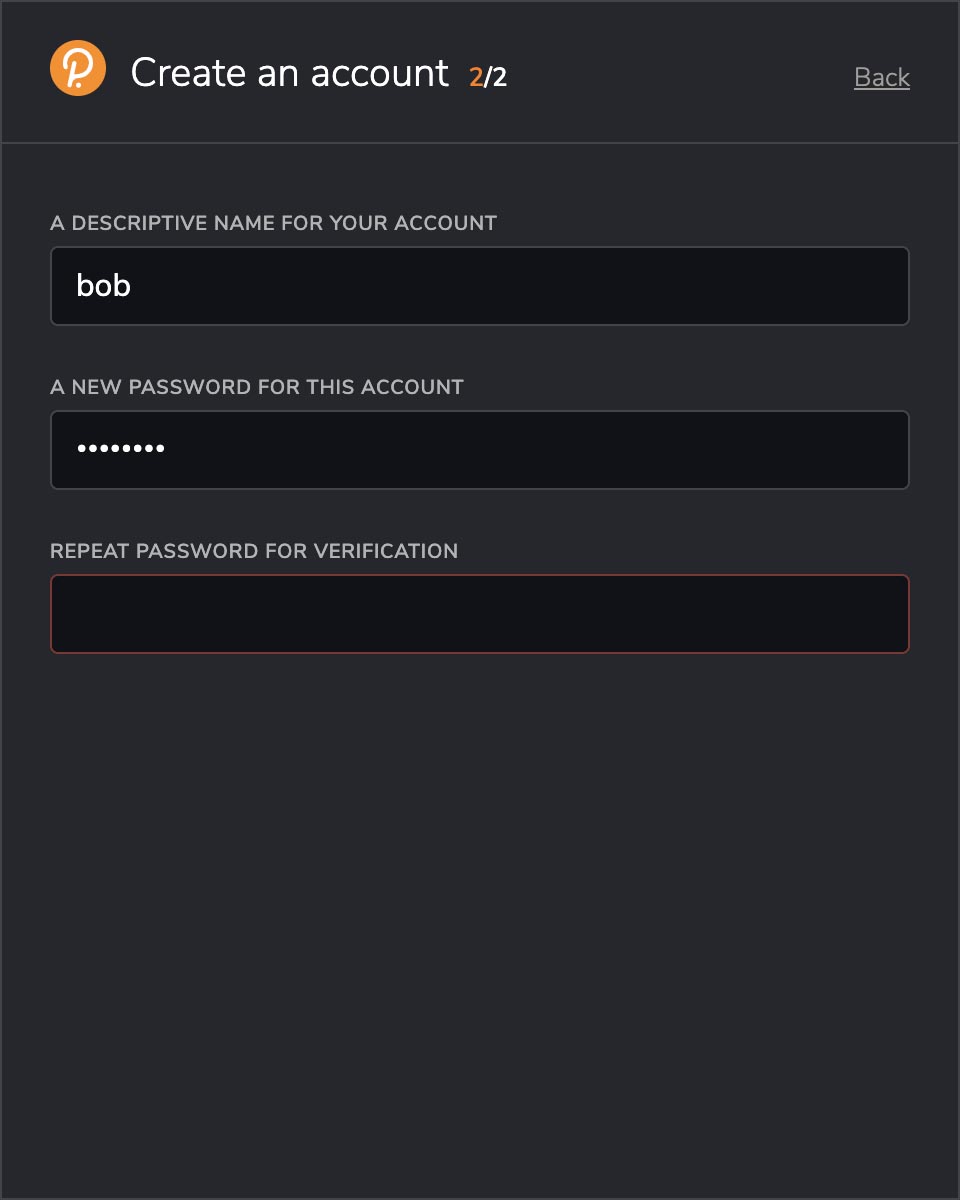 Create an account 2/2
Back
A DESCRIPTIVE NAME FOR YOUR ACCOUNT
bob
A NEW PASSWORD FOR THIS ACCOUNT
••••••••
REPEAT PASSWORD FOR VERIFICATION